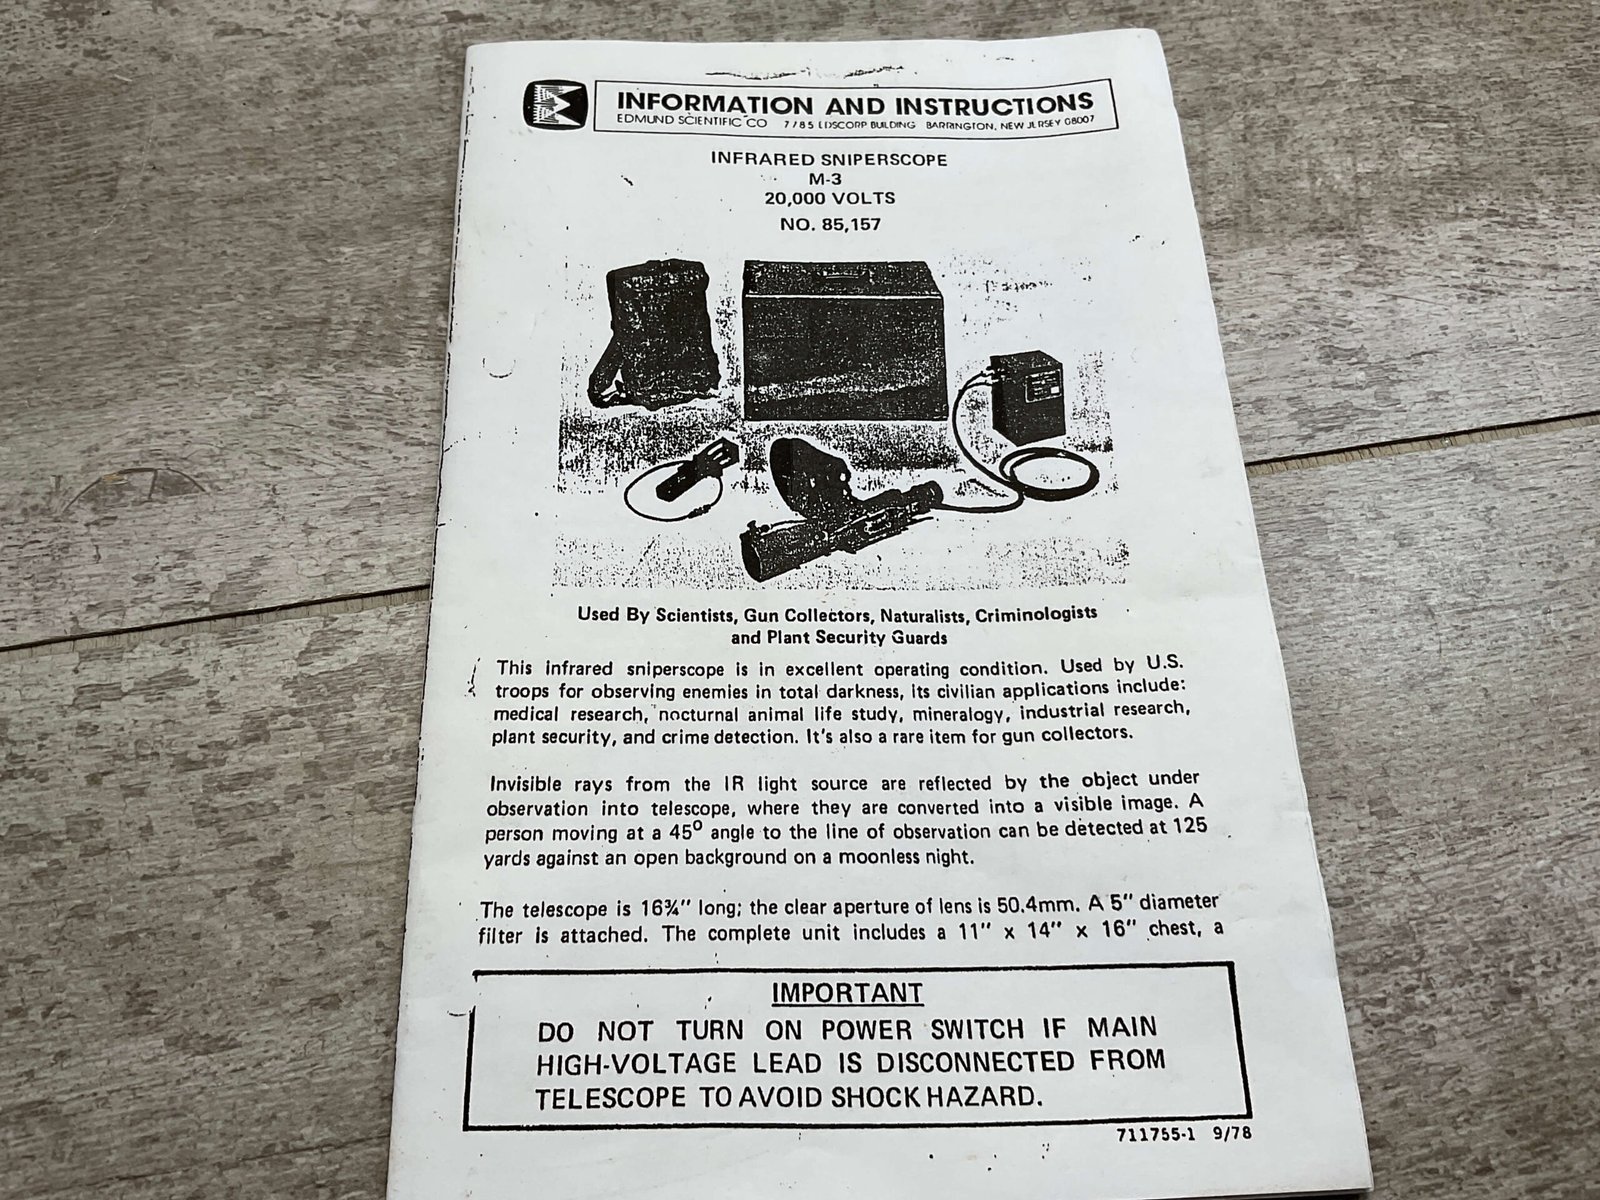 INFORMATION AND INSTRUCTIONS
EDMUND SCIENTIFIC CO 7785 EDSCORP BUILDING BARRINGTON, NEW JERSEY 08007
INFRARED SNIPERSCOPE
M-3
20,000 VOLTS
NO. 85,157
Used By Scientists, Gun Collectors, Naturalists, Criminologists
and Plant Security Guards
This infrared sniperscope is in excellent operating condition. Used by U.S.
troops for observing enemies in total darkness, its civilian applications include:
medical research, nocturnal animal life study, mineralogy, industrial research,
plant security, and crime detection. It's also a rare item for gun collectors.
Invisible rays from the IR light source are reflected by the object under
observation into telescope, where they are converted into a visible image. A
person moving at a 45° angle to the line of observation can be detected at 125
yards against an open background on a moonless night.
The telescope is 16¾" long; the clear aperture of lens is 50.4mm. A 5" diameter
filter is attached. The complete unit includes a 11" x 14" x 16" chest, a
IMPORTANT
DO NOT TURN ON POWER SWITCH IF MAIN
HIGH-VOLTAGE LEAD IS DISCONNECTED FROM
TELESCOPE TO AVOID SHOCK HAZARD.
711755-1 9/78